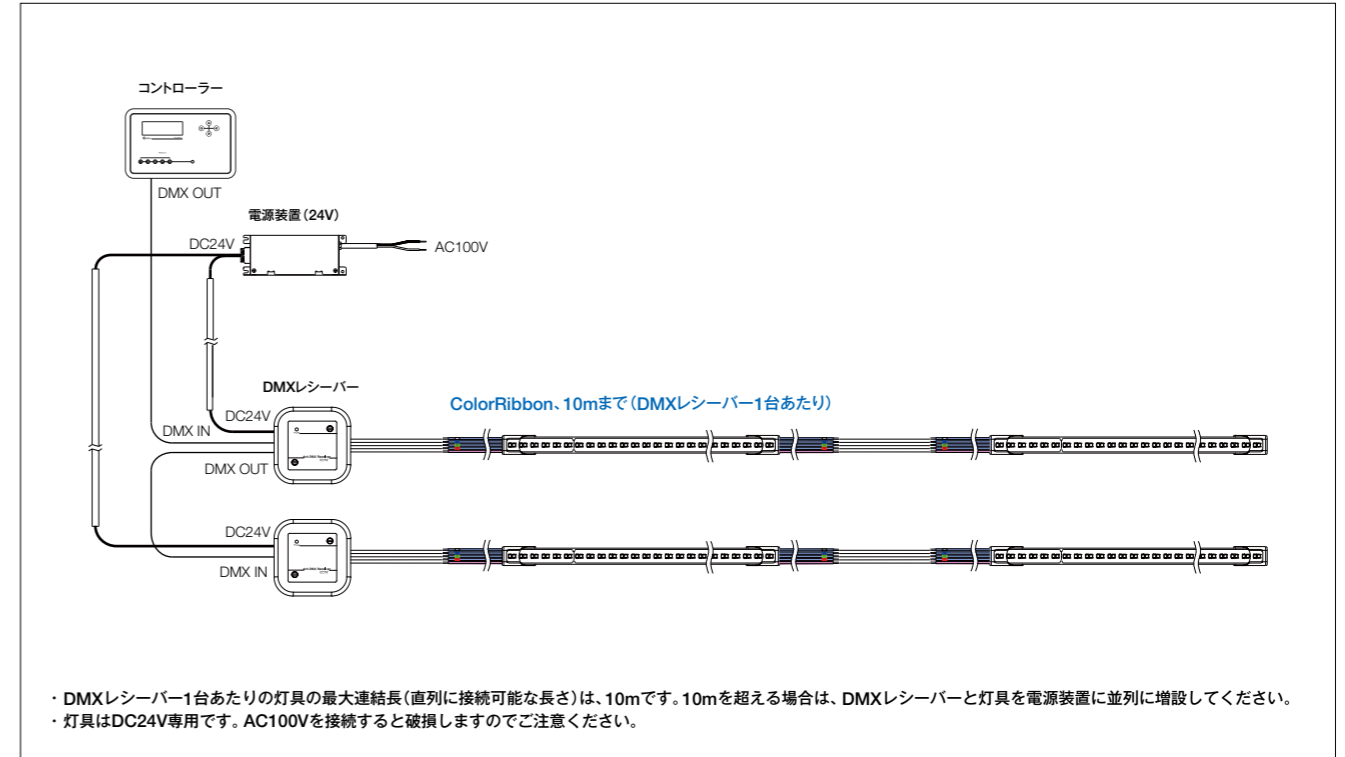 コントローラー
DMX OUT
電源装置（24V）
DC24V
AC100V
DMXレシーバー
ColorRibbon、10mまで（DMXレシーバー1台あたり）
DC24V
DMX IN
DMX OUT
DC24V
DMX IN
・DMXレシーバー1台あたりの灯具の最大連結長（直列に接続可能な長さ）は、10mです。10mを超える場合は、DMXレシーバーと灯具を電源装置に並列に増設してください。
・灯具はDC24V専用です。AC100Vを接続すると破損しますのでご注意ください。